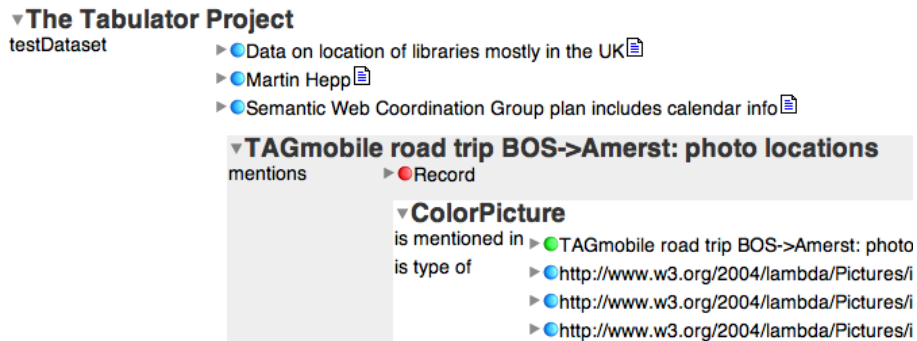 The Tabulator Project
testDataset
Data on location of libraries mostly in the UK
Martin Hepp
Semantic Web Coordination Group plan includes calendar info
TAGmobile road trip BOS->Amerst: photo locations
mentions Record
ColorPicture
is mentioned in TAGmobile road trip BOS->Amerst: photo
is type of http://www.w3.org/2004/lambda/Pictures/i
http://www.w3.org/2004/lambda/Pictures/i
http://www.w3.org/2004/lambda/Pictures/i